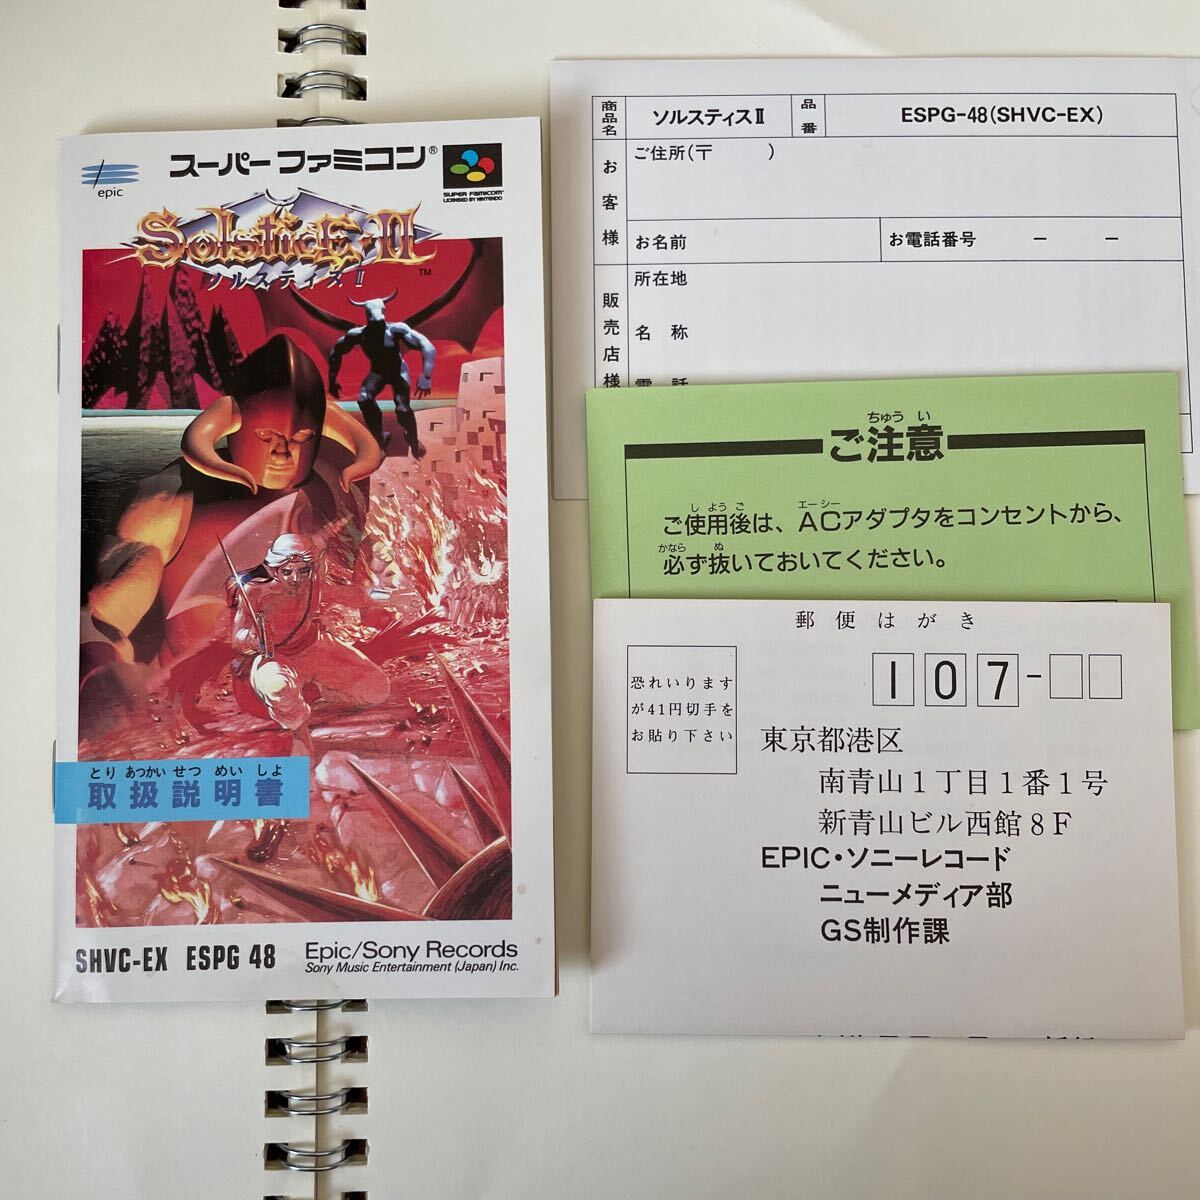 epic
スーパーファミコン®
SUPER FAMICOM
LICENSED BY NINTENDO
Solstice・II
ソルスティスⅡ
TM
とりあつかいせつめいしょ
取扱説明書
SHVC-EX ESPG 48
Epic/Sony Records
Sony Music Entertainment (Japan) Inc.
商品名
ソルスティスⅡ
品番
ESPG-48(SHVC-EX)
お客様
ご住所(〒　　)
お名前
お電話番号　－　－
販売店様
所在地
名称
電話
ちゅうい
ご注意
しようご　エーシー
ご使用後は、ACアダプタをコンセントから、
かなら　ぬ
必ず抜いておいてください。
郵便はがき
恐れいります
が41円切手を
お貼り下さい
107-
東京都港区
南青山1丁目1番1号
新青山ビル西館8F
EPIC・ソニーレコード
ニューメディア部
GS制作課